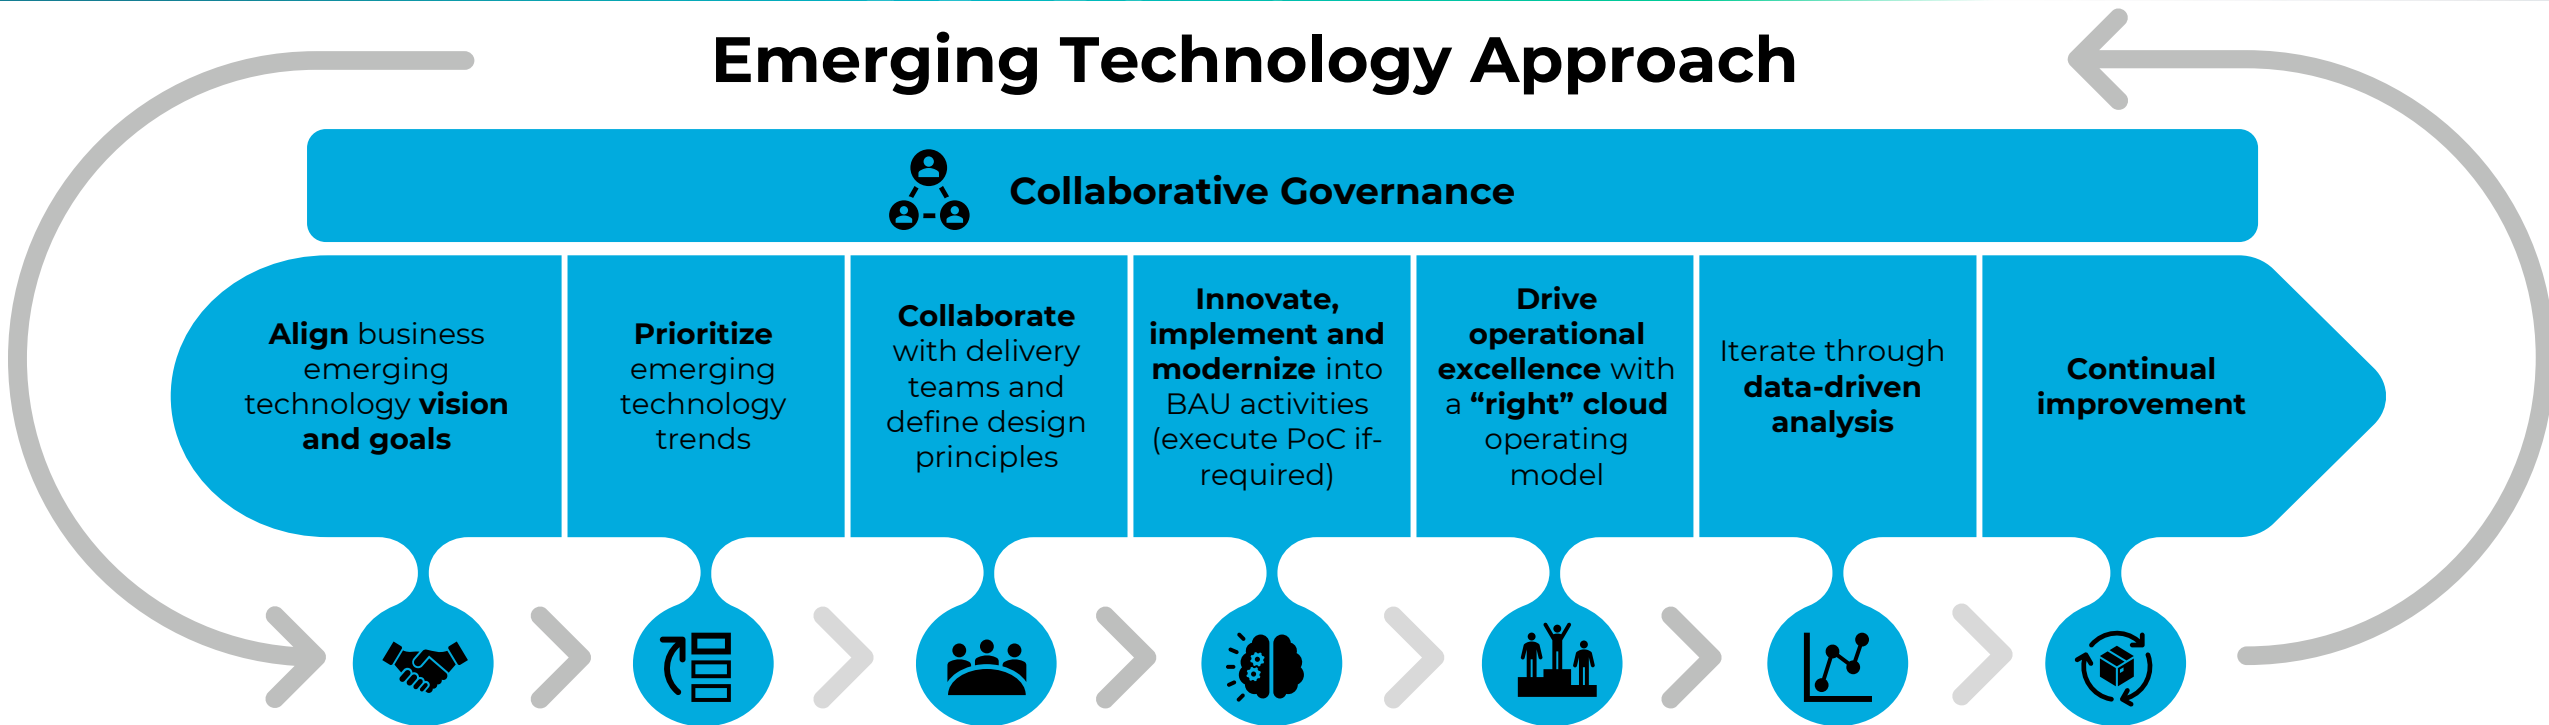 Emerging Technology Approach
Collaborative Governance
Align business
emerging
technology vision
and goals
Prioritize
emerging
technology
trends
Collaborate
with delivery
teams and
define design
principles
Innovate,
implement and
modernize into
BAU activities
(execute PoC if-
required)
Drive
operational
excellence with
a “right” cloud
operating
model
Iterate through
data-driven
analysis
Continual
improvement